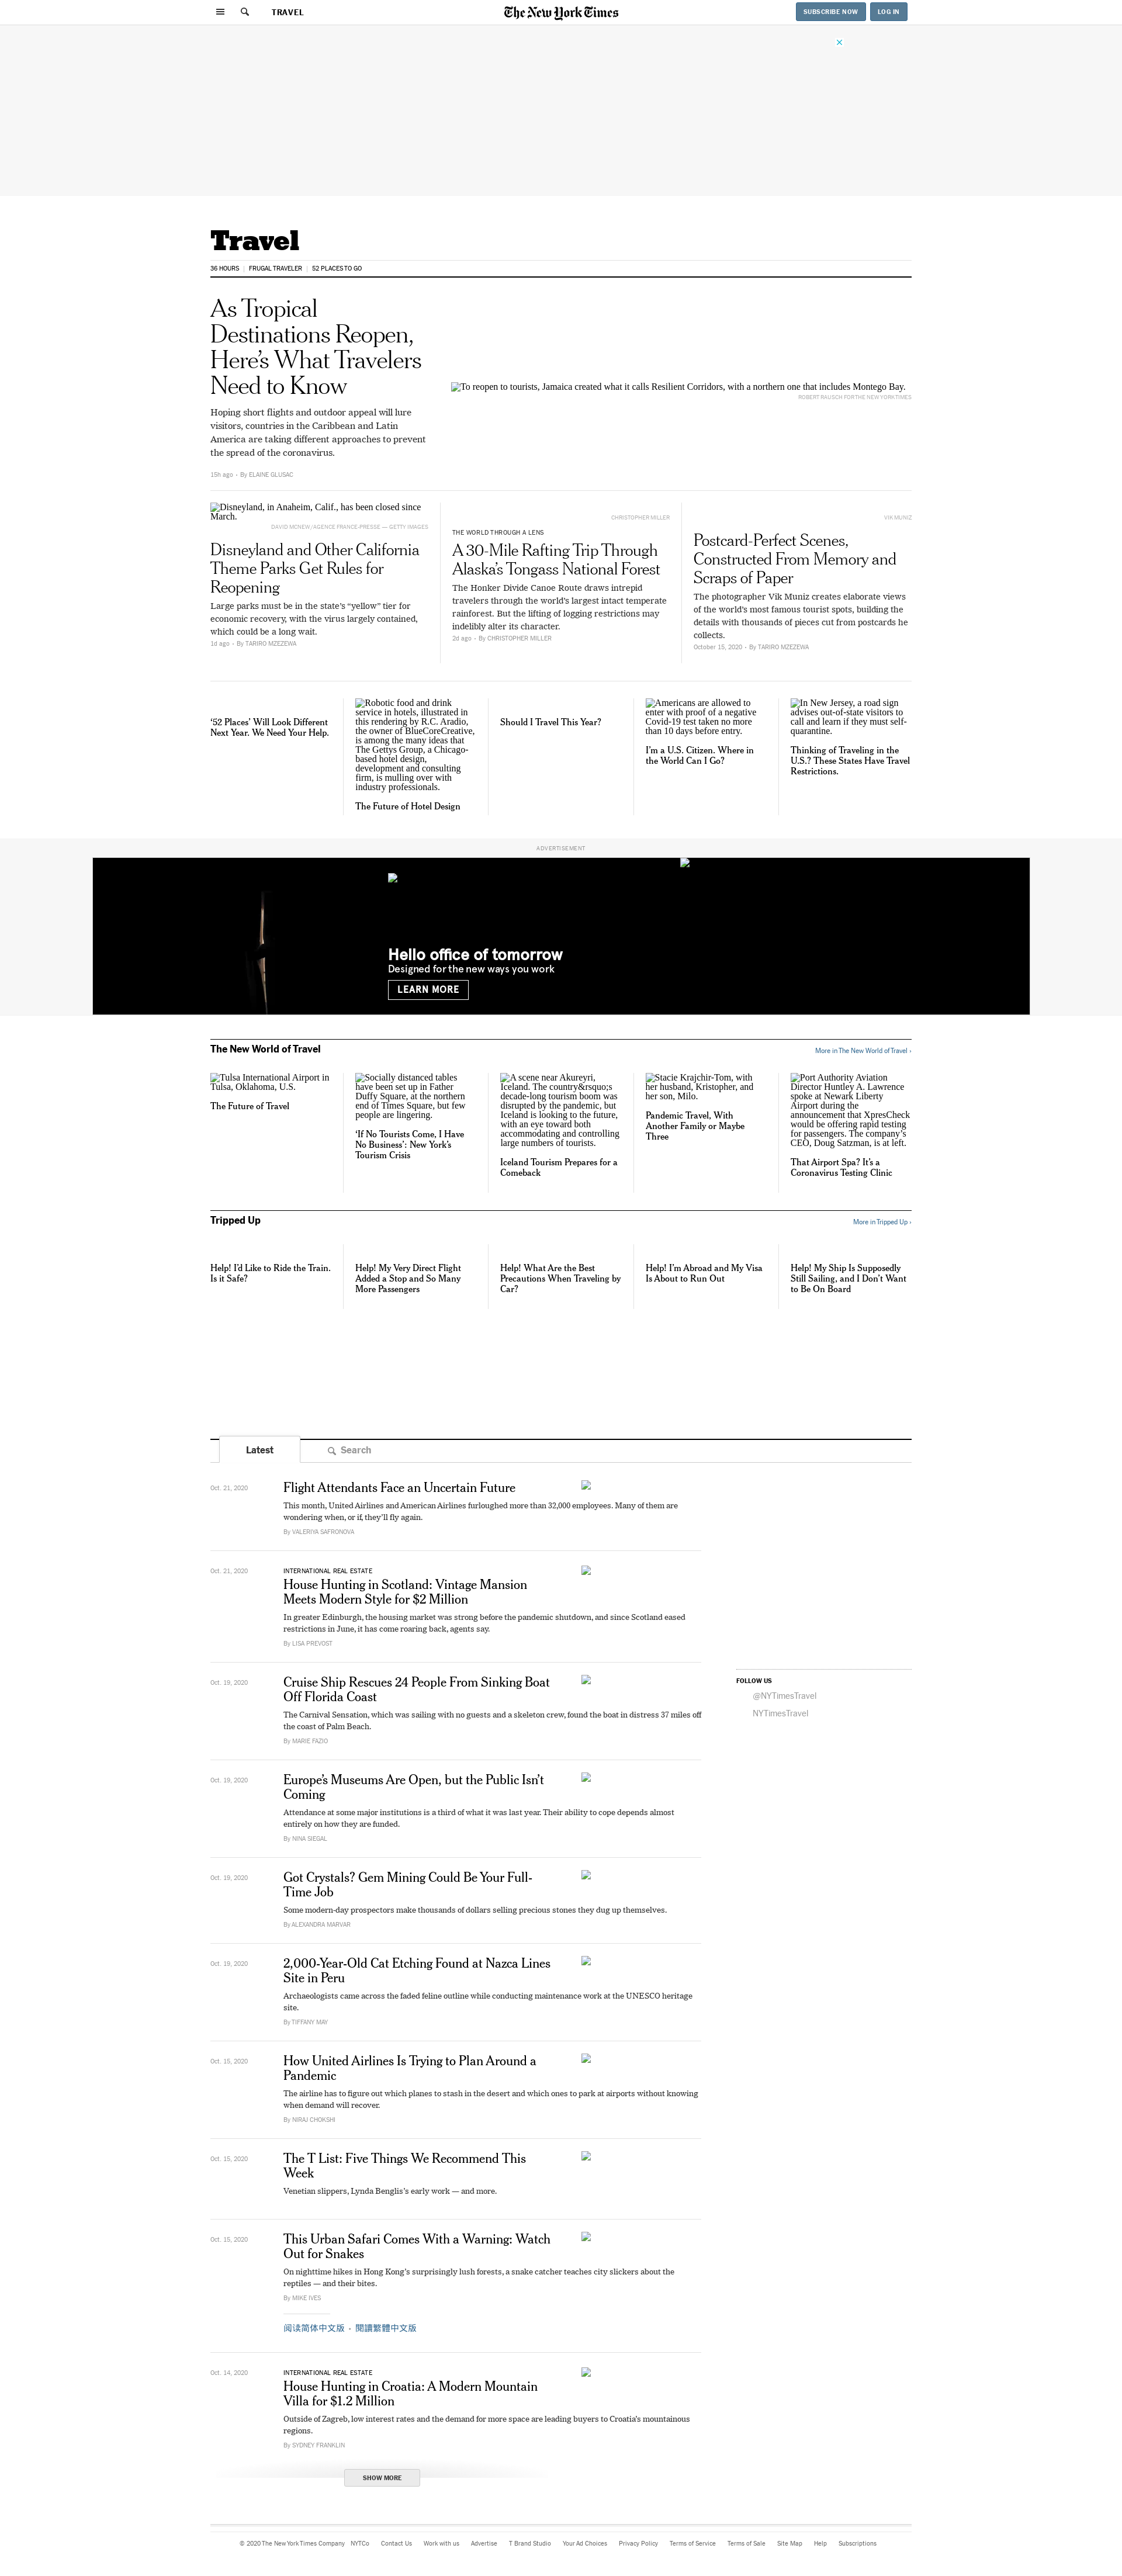 TRAVEL
The New York Times
SUBSCRIBE NOW
LOG IN
Travel
36 HOURS
FRUGAL TRAVELER
52 PLACES TO GO
As Tropical
Destinations Reopen,
Here’s What Travelers
Need to Know
Hoping short flights and outdoor appeal will lure
visitors, countries in the Caribbean and Latin
America are taking different approaches to prevent
the spread of the coronavirus.
15h ago · By ELAINE GLUSAC
To reopen to tourists, Jamaica created what it calls Resilient Corridors, with a northern one that includes Montego Bay.
ROBERT RAUSCH FOR THE NEW YORK TIMES
Disneyland, in Anaheim, Calif., has been closed since
March.
DAVID MCNEW/AGENCE FRANCE-PRESSE — GETTY IMAGES
Disneyland and Other California
Theme Parks Get Rules for
Reopening
Large parks must be in the state’s “yellow” tier for
economic recovery, with the virus largely contained,
which could be a long wait.
1d ago · By TARIRO MZEZEWA
CHRISTOPHER MILLER
THE WORLD THROUGH A LENS
A 30-Mile Rafting Trip Through
Alaska’s Tongass National Forest
The Honker Divide Canoe Route draws intrepid
travelers through the world’s largest intact temperate
rainforest. But the lifting of logging restrictions may
indelibly alter its character.
2d ago · By CHRISTOPHER MILLER
VIK MUNIZ
Postcard-Perfect Scenes,
Constructed From Memory and
Scraps of Paper
The photographer Vik Muniz creates elaborate views
of the world’s most famous tourist spots, building the
details with thousands of pieces cut from postcards he
collects.
October 15, 2020 · By TARIRO MZEZEWA
‘52 Places’ Will Look Different
Next Year. We Need Your Help.
Robotic food and drink
service in hotels, illustrated in
this rendering by R.C. Aradio,
the owner of BlueCoreCreative,
is among the many ideas that
The Gettys Group, a Chicago-
based hotel design,
development and consulting
firm, is mulling over with
industry professionals.
The Future of Hotel Design
Should I Travel This Year?
Americans are allowed to
enter with proof of a negative
Covid-19 test taken no more
than 10 days before entry.
I’m a U.S. Citizen. Where in
the World Can I Go?
In New Jersey, a road sign
advises out-of-state visitors to
call and learn if they must self-
quarantine.
Thinking of Traveling in the
U.S.? These States Have Travel
Restrictions.
ADVERTISEMENT
Hello office of tomorrow
Designed for the new ways you work
LEARN MORE
The New World of Travel
More in The New World of Travel ›
Tulsa International Airport in
Tulsa, Oklahoma, U.S.
The Future of Travel
Socially distanced tables
have been set up in Father
Duffy Square, at the northern
end of Times Square, but few
people are lingering.
‘If No Tourists Come, I Have
No Business’: New York’s
Tourism Crisis
A scene near Akureyri,
Iceland. The country&rsquo;s
decade-long tourism boom was
disrupted by the pandemic, but
Iceland is looking to the future,
with an eye toward both
accommodating and controlling
large numbers of tourists.
Iceland Tourism Prepares for a
Comeback
Stacie Krajchir-Tom, with
her husband, Kristopher, and
her son, Milo.
Pandemic Travel, With
Another Family or Maybe
Three
Port Authority Aviation
Director Huntley A. Lawrence
spoke at Newark Liberty
Airport during the
announcement that XpresCheck
would be offering rapid testing
for passengers. The company’s
CEO, Doug Satzman, is at left.
That Airport Spa? It’s a
Coronavirus Testing Clinic
Tripped Up
More in Tripped Up ›
Help! I’d Like to Ride the Train.
Is it Safe?
Help! My Very Direct Flight
Added a Stop and So Many
More Passengers
Help! What Are the Best
Precautions When Traveling by
Car?
Help! I’m Abroad and My Visa
Is About to Run Out
Help! My Ship Is Supposedly
Still Sailing, and I Don’t Want
to Be On Board
Latest
Search
Oct. 21, 2020
Flight Attendants Face an Uncertain Future
This month, United Airlines and American Airlines furloughed more than 32,000 employees. Many of them are
wondering when, or if, they’ll fly again.
By VALERIYA SAFRONOVA
Oct. 21, 2020
INTERNATIONAL REAL ESTATE
House Hunting in Scotland: Vintage Mansion
Meets Modern Style for $2 Million
In greater Edinburgh, the housing market was strong before the pandemic shutdown, and since Scotland eased
restrictions in June, it has come roaring back, agents say.
By LISA PREVOST
FOLLOW US
@NYTimesTravel
NYTimesTravel
Oct. 19, 2020
Cruise Ship Rescues 24 People From Sinking Boat
Off Florida Coast
The Carnival Sensation, which was sailing with no guests and a skeleton crew, found the boat in distress 37 miles off
the coast of Palm Beach.
By MARIE FAZIO
Oct. 19, 2020
Europe’s Museums Are Open, but the Public Isn’t
Coming
Attendance at some major institutions is a third of what it was last year. Their ability to cope depends almost
entirely on how they are funded.
By NINA SIEGAL
Oct. 19, 2020
Got Crystals? Gem Mining Could Be Your Full-
Time Job
Some modern-day prospectors make thousands of dollars selling precious stones they dug up themselves.
By ALEXANDRA MARVAR
Oct. 19, 2020
2,000-Year-Old Cat Etching Found at Nazca Lines
Site in Peru
Archaeologists came across the faded feline outline while conducting maintenance work at the UNESCO heritage
site.
By TIFFANY MAY
Oct. 15, 2020
How United Airlines Is Trying to Plan Around a
Pandemic
The airline has to figure out which planes to stash in the desert and which ones to park at airports without knowing
when demand will recover.
By NIRAJ CHOKSHI
Oct. 15, 2020
The T List: Five Things We Recommend This
Week
Venetian slippers, Lynda Benglis’s early work — and more.
Oct. 15, 2020
This Urban Safari Comes With a Warning: Watch
Out for Snakes
On nighttime hikes in Hong Kong’s surprisingly lush forests, a snake catcher teaches city slickers about the
reptiles — and their bites.
By MIKE IVES
阅读简体中文版 · 閱讀繁體中文版
Oct. 14, 2020
INTERNATIONAL REAL ESTATE
House Hunting in Croatia: A Modern Mountain
Villa for $1.2 Million
Outside of Zagreb, low interest rates and the demand for more space are leading buyers to Croatia’s mountainous
regions.
By SYDNEY FRANKLIN
SHOW MORE
© 2020 The New York Times Company NYTCo Contact Us Work with us Advertise T Brand Studio Your Ad Choices Privacy Policy Terms of Service Terms of Sale Site Map Help Subscriptions